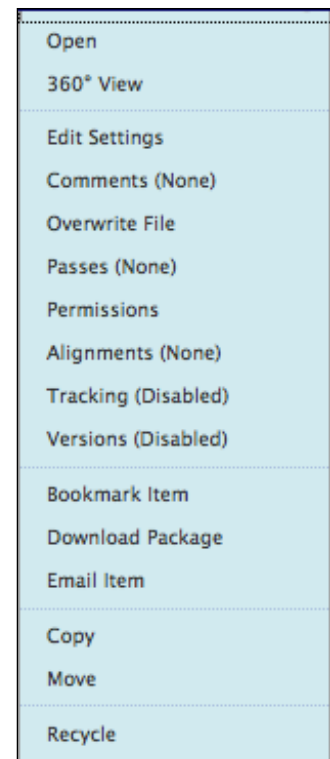 Open
360° View
Edit Settings
Comments (None)
Overwrite File
Passes (None)
Permissions
Alignments (None)
Tracking (Disabled)
Versions (Disabled)
Bookmark Item
Download Package
Email Item
Copy
Move
Recycle